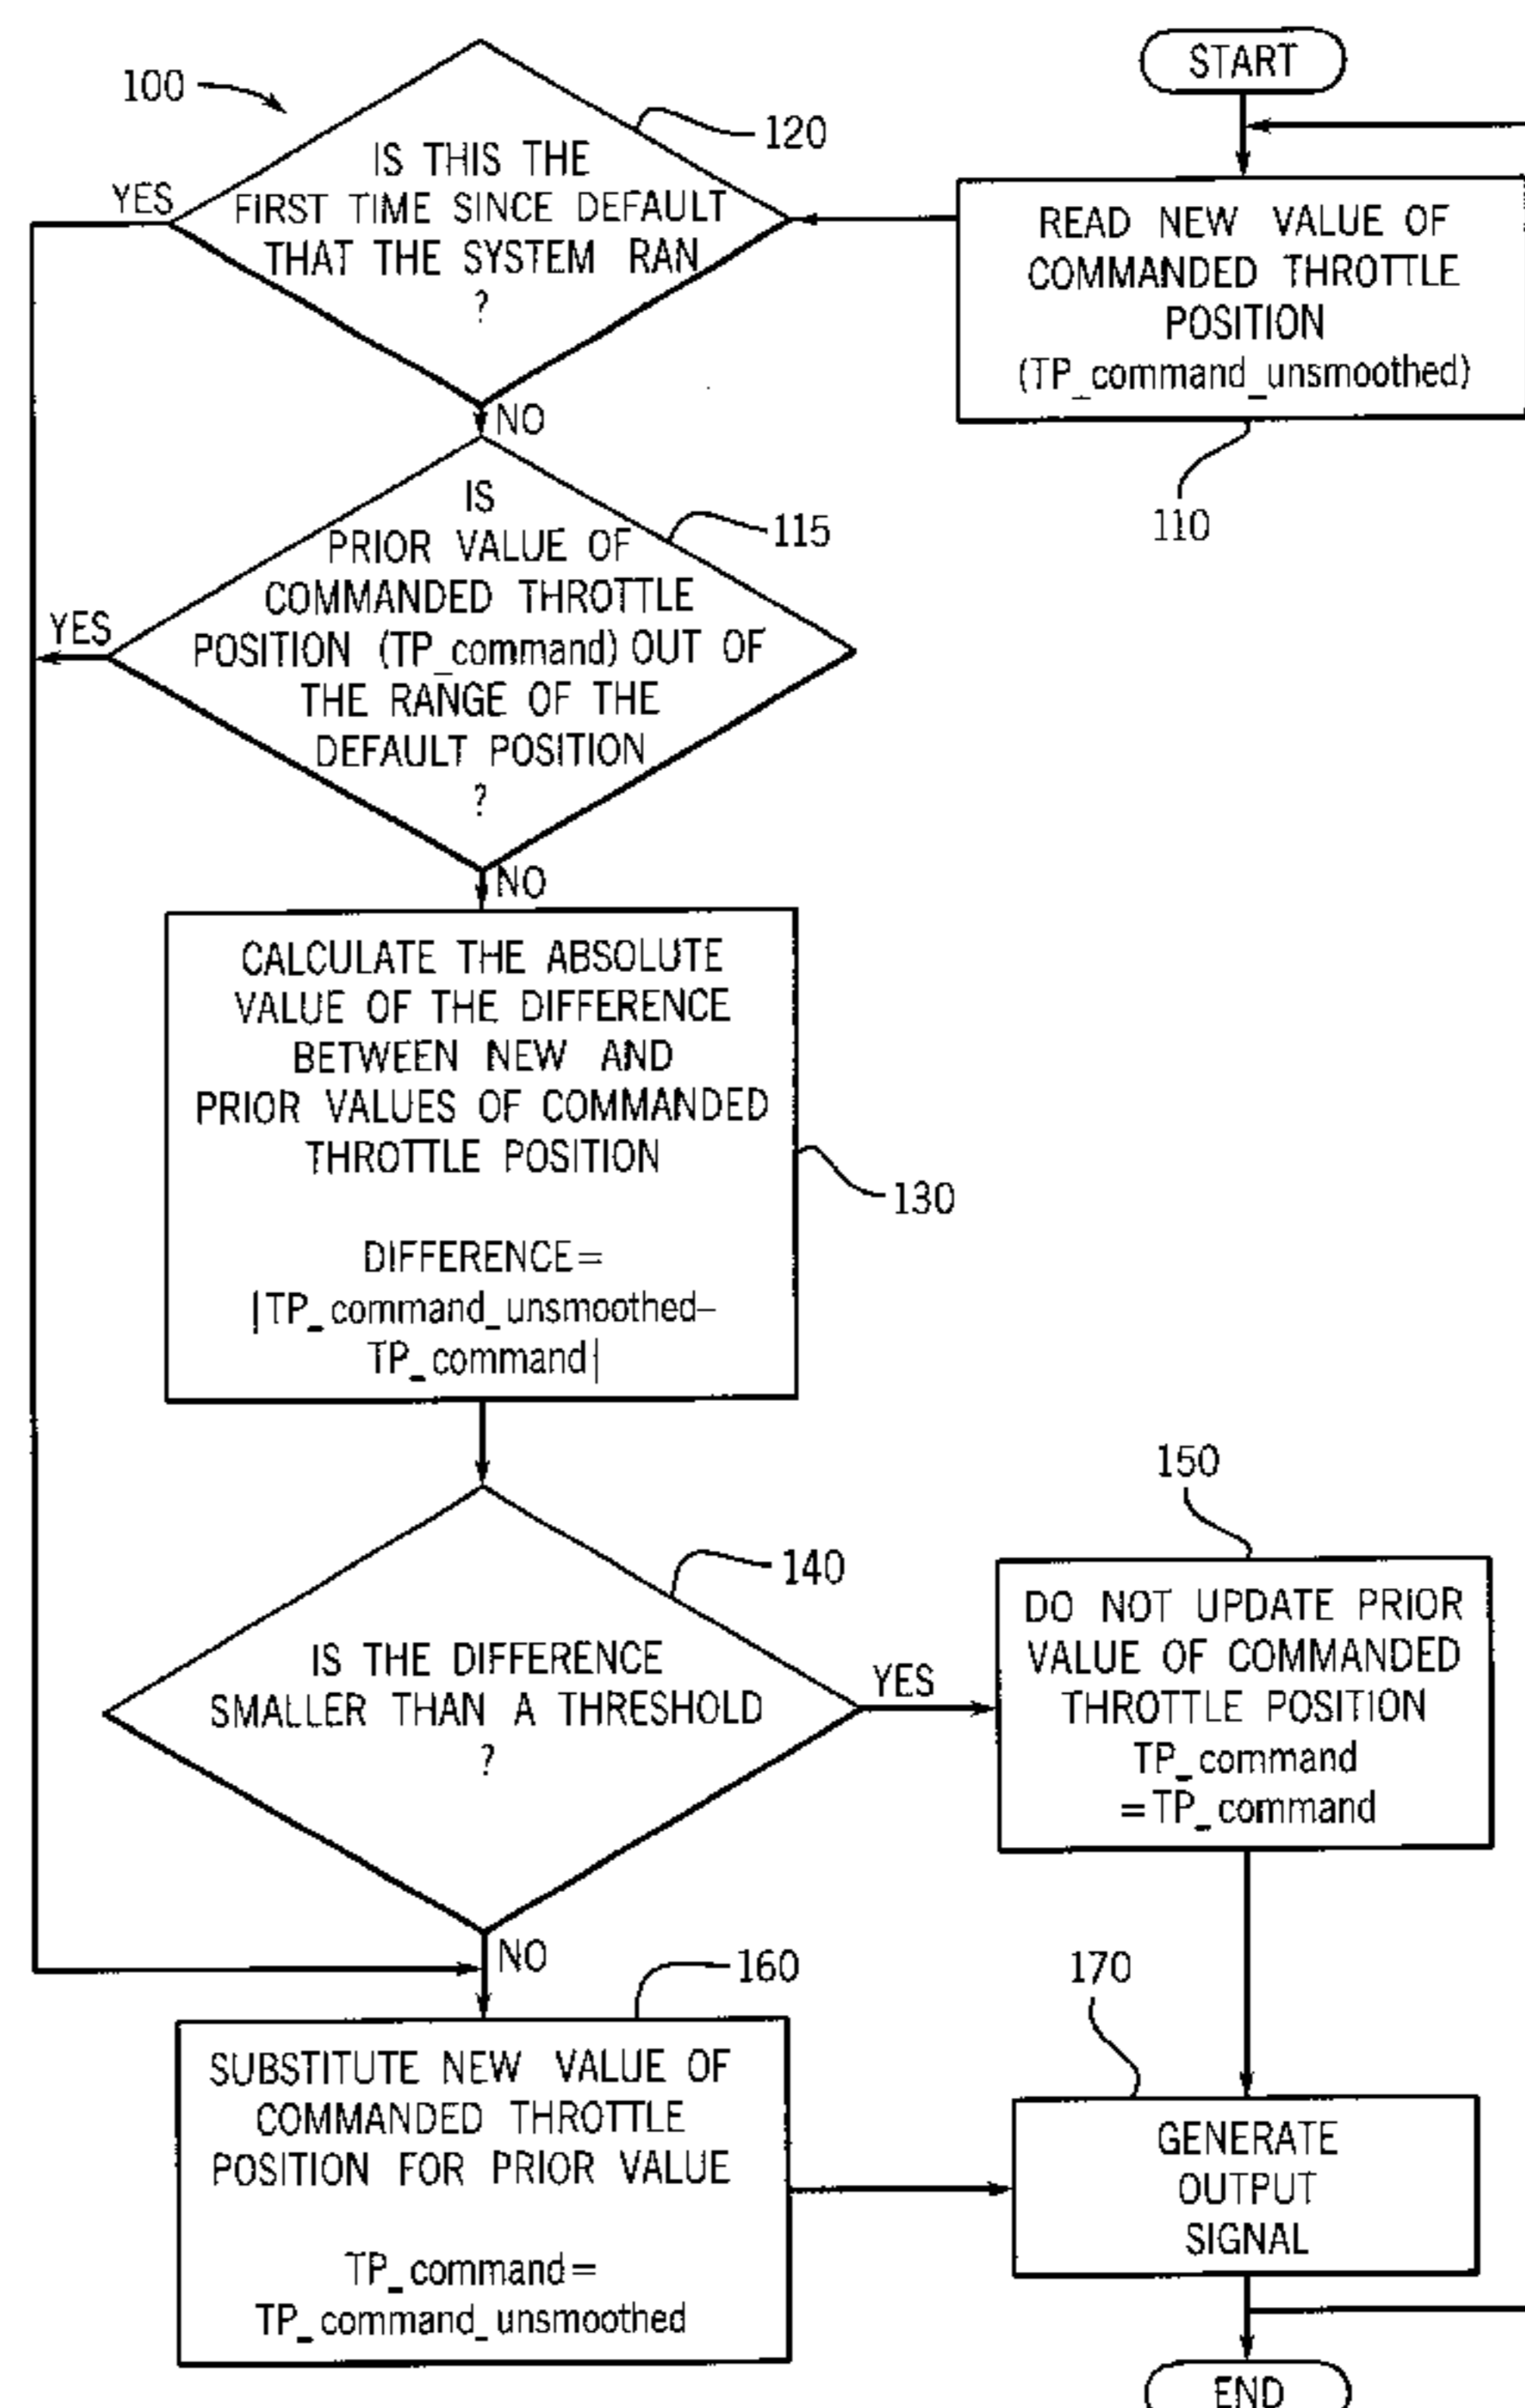 START
READ NEW VALUE OF
COMMANDED THROTTLE
POSITION
(TP_command_unsmoothed)
110
100
120
IS THIS THE
FIRST TIME SINCE DEFAULT
THAT THE SYSTEM RAN
?
YES
NO
115
IS
PRIOR VALUE OF
COMMANDED THROTTLE
POSITION (TP_command) OUT OF
THE RANGE OF THE
DEFAULT POSITION
?
YES
NO
CALCULATE THE ABSOLUTE
VALUE OF THE DIFFERENCE
BETWEEN NEW AND
PRIOR VALUES OF COMMANDED
THROTTLE POSITION
DIFFERENCE=
|TP_command_unsmoothed–
TP_command|
130
140
IS THE DIFFERENCE
SMALLER THAN A THRESHOLD
?
YES
NO
150
DO NOT UPDATE PRIOR
VALUE OF COMMANDED
THROTTLE POSITION
TP_command
=TP_command
160
SUBSTITUTE NEW VALUE OF
COMMANDED THROTTLE
POSITION FOR PRIOR VALUE
TP_command=
TP_command_unsmoothed
170
GENERATE
OUTPUT
SIGNAL
END